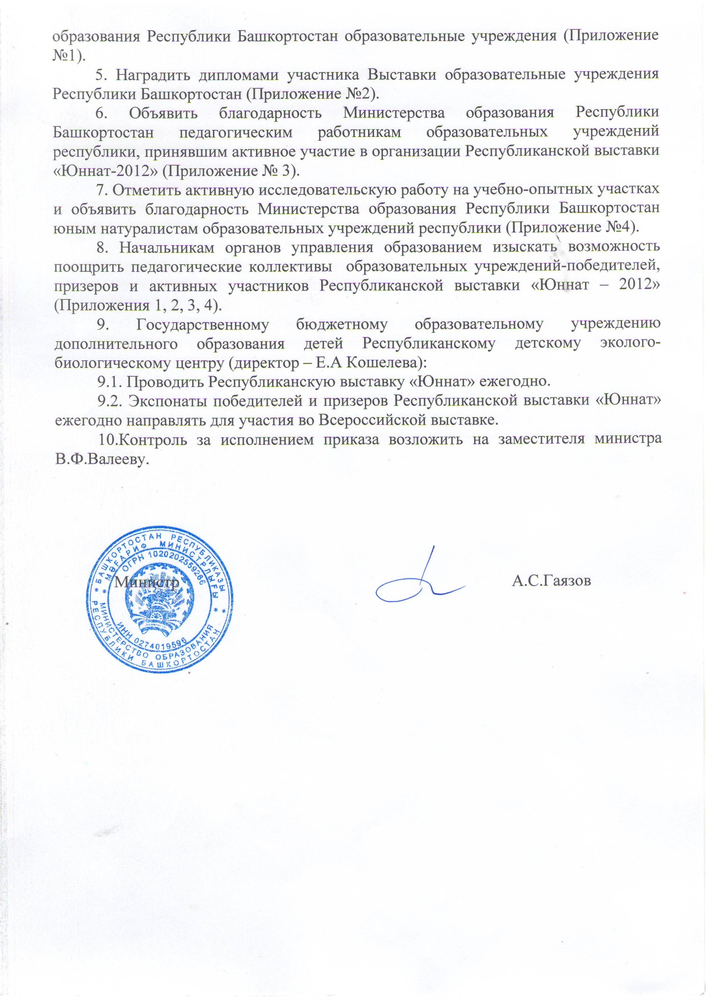 образования Республики Башкортостан образовательные учреждения (Приложение
№1).
5. Наградить дипломами участника Выставки образовательные учреждения
Республики Башкортостан (Приложение №2).
6. Объявить благодарность Министерства образования Республики
Башкортостан педагогическим работникам образовательных учреждений
республики, принявшим активное участие в организации Республиканской выставки
«Юннат-2012» (Приложение № 3).
7. Отметить активную исследовательскую работу на учебно-опытных участках
и объявить благодарность Министерства образования Республики Башкортостан
юным натуралистам образовательных учреждений республики (Приложение №4).
8. Начальникам органов управления образованием изыскать возможность
поощрить педагогические коллективы образовательных учреждений-победителей,
призеров и активных участников Республиканской выставки «Юннат – 2012»
(Приложения 1, 2, 3, 4).
9. Государственному бюджетному образовательному учреждению
дополнительного образования детей Республиканскому детскому эколого-
биологическому центру (директор – Е.А Кошелева):
9.1. Проводить Республиканскую выставку «Юннат» ежегодно.
9.2. Экспонаты победителей и призеров Республиканской выставки «Юннат»
ежегодно направлять для участия во Всероссийской выставке.
10.Контроль за исполнением приказа возложить на заместителя министра
В.Ф.Валееву.
* БАШКОРТОСТАН РЕСПУБЛИКАҺЫ *
* МӘҒАРИФ МИНИСТРЛЫҒЫ *
ОГРН 1020202559266
Министр
А.С.Гаязов
ИНН 0274019596
МИНИСТЕРСТВО ОБРАЗОВАНИЯ
РЕСПУБЛИКИ БАШКОРТОСТАН